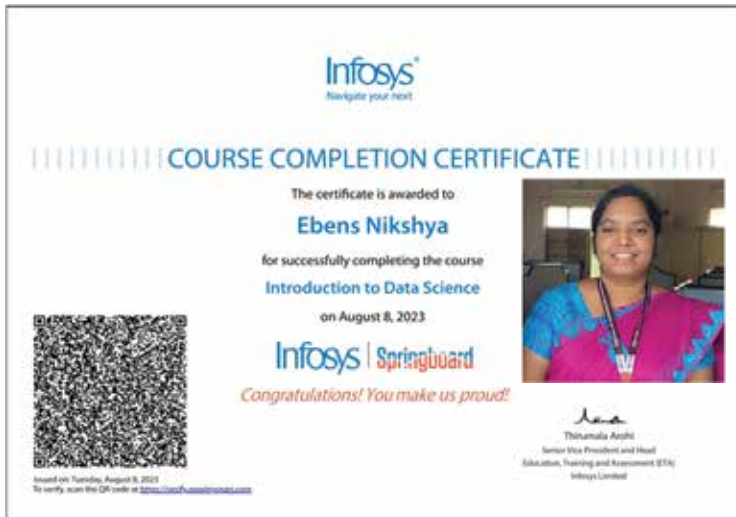 Infosys®
Navigate your next
COURSE COMPLETION CERTIFICATE
The certificate is awarded to
Ebens Nikshya
for successfully completing the course
Introduction to Data Science
on August 8, 2023
Infosys | Springboard
Congratulations! You make us proud!
Thirumala Arohi
Senior Vice President and Head
Education, Training and Assessment (ETA)
Infosys Limited
Issued on: Tuesday, August 8, 2023
To verify, scan the QR code at